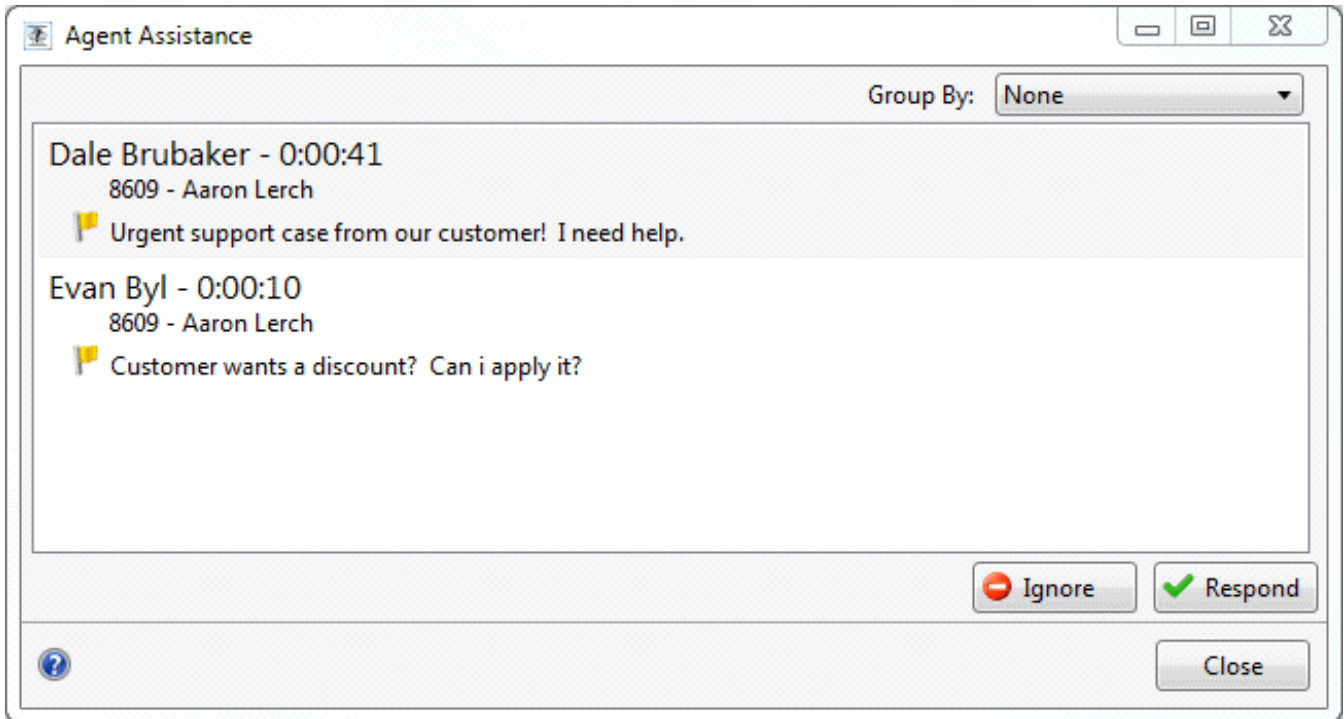 Agent Assistance
Group By: None
Dale Brubaker - 0:00:41
8609 - Aaron Lerch
Urgent support case from our customer!  I need help.
Evan Byl - 0:00:10
8609 - Aaron Lerch
Customer wants a discount?  Can i apply it?
Ignore
Respond
Close